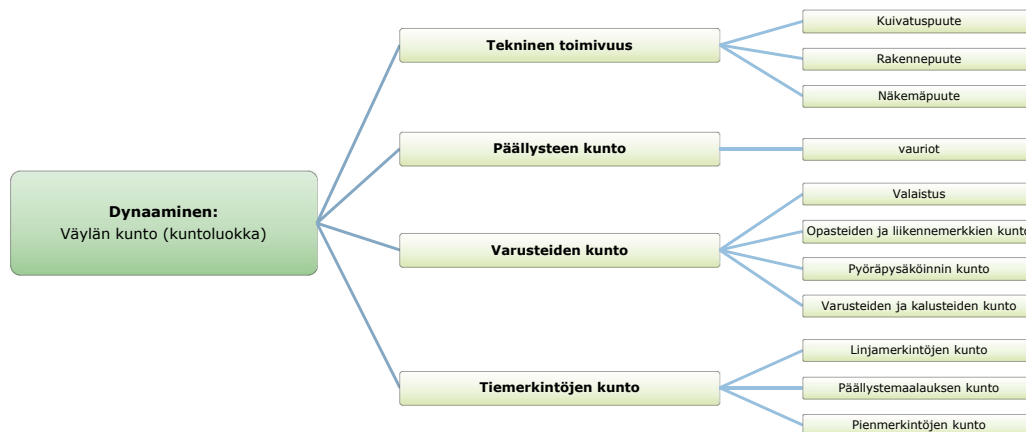 Dynaaminen:
Väylän kunto (kuntoluokka)
Tekninen toimivuus
Kuivatuspuute
Rakennepuute
Näkemäpuute
Päällysteen kunto
vauriot
Varusteiden kunto
Valaistus
Opasteiden ja liikennemerkkien kunto
Pyöräpysäköinnin kunto
Varusteiden ja kalusteiden kunto
Tiemerkintöjen kunto
Linjamerkintöjen kunto
Päällystemaalauksen kunto
Pienmerkintöjen kunto